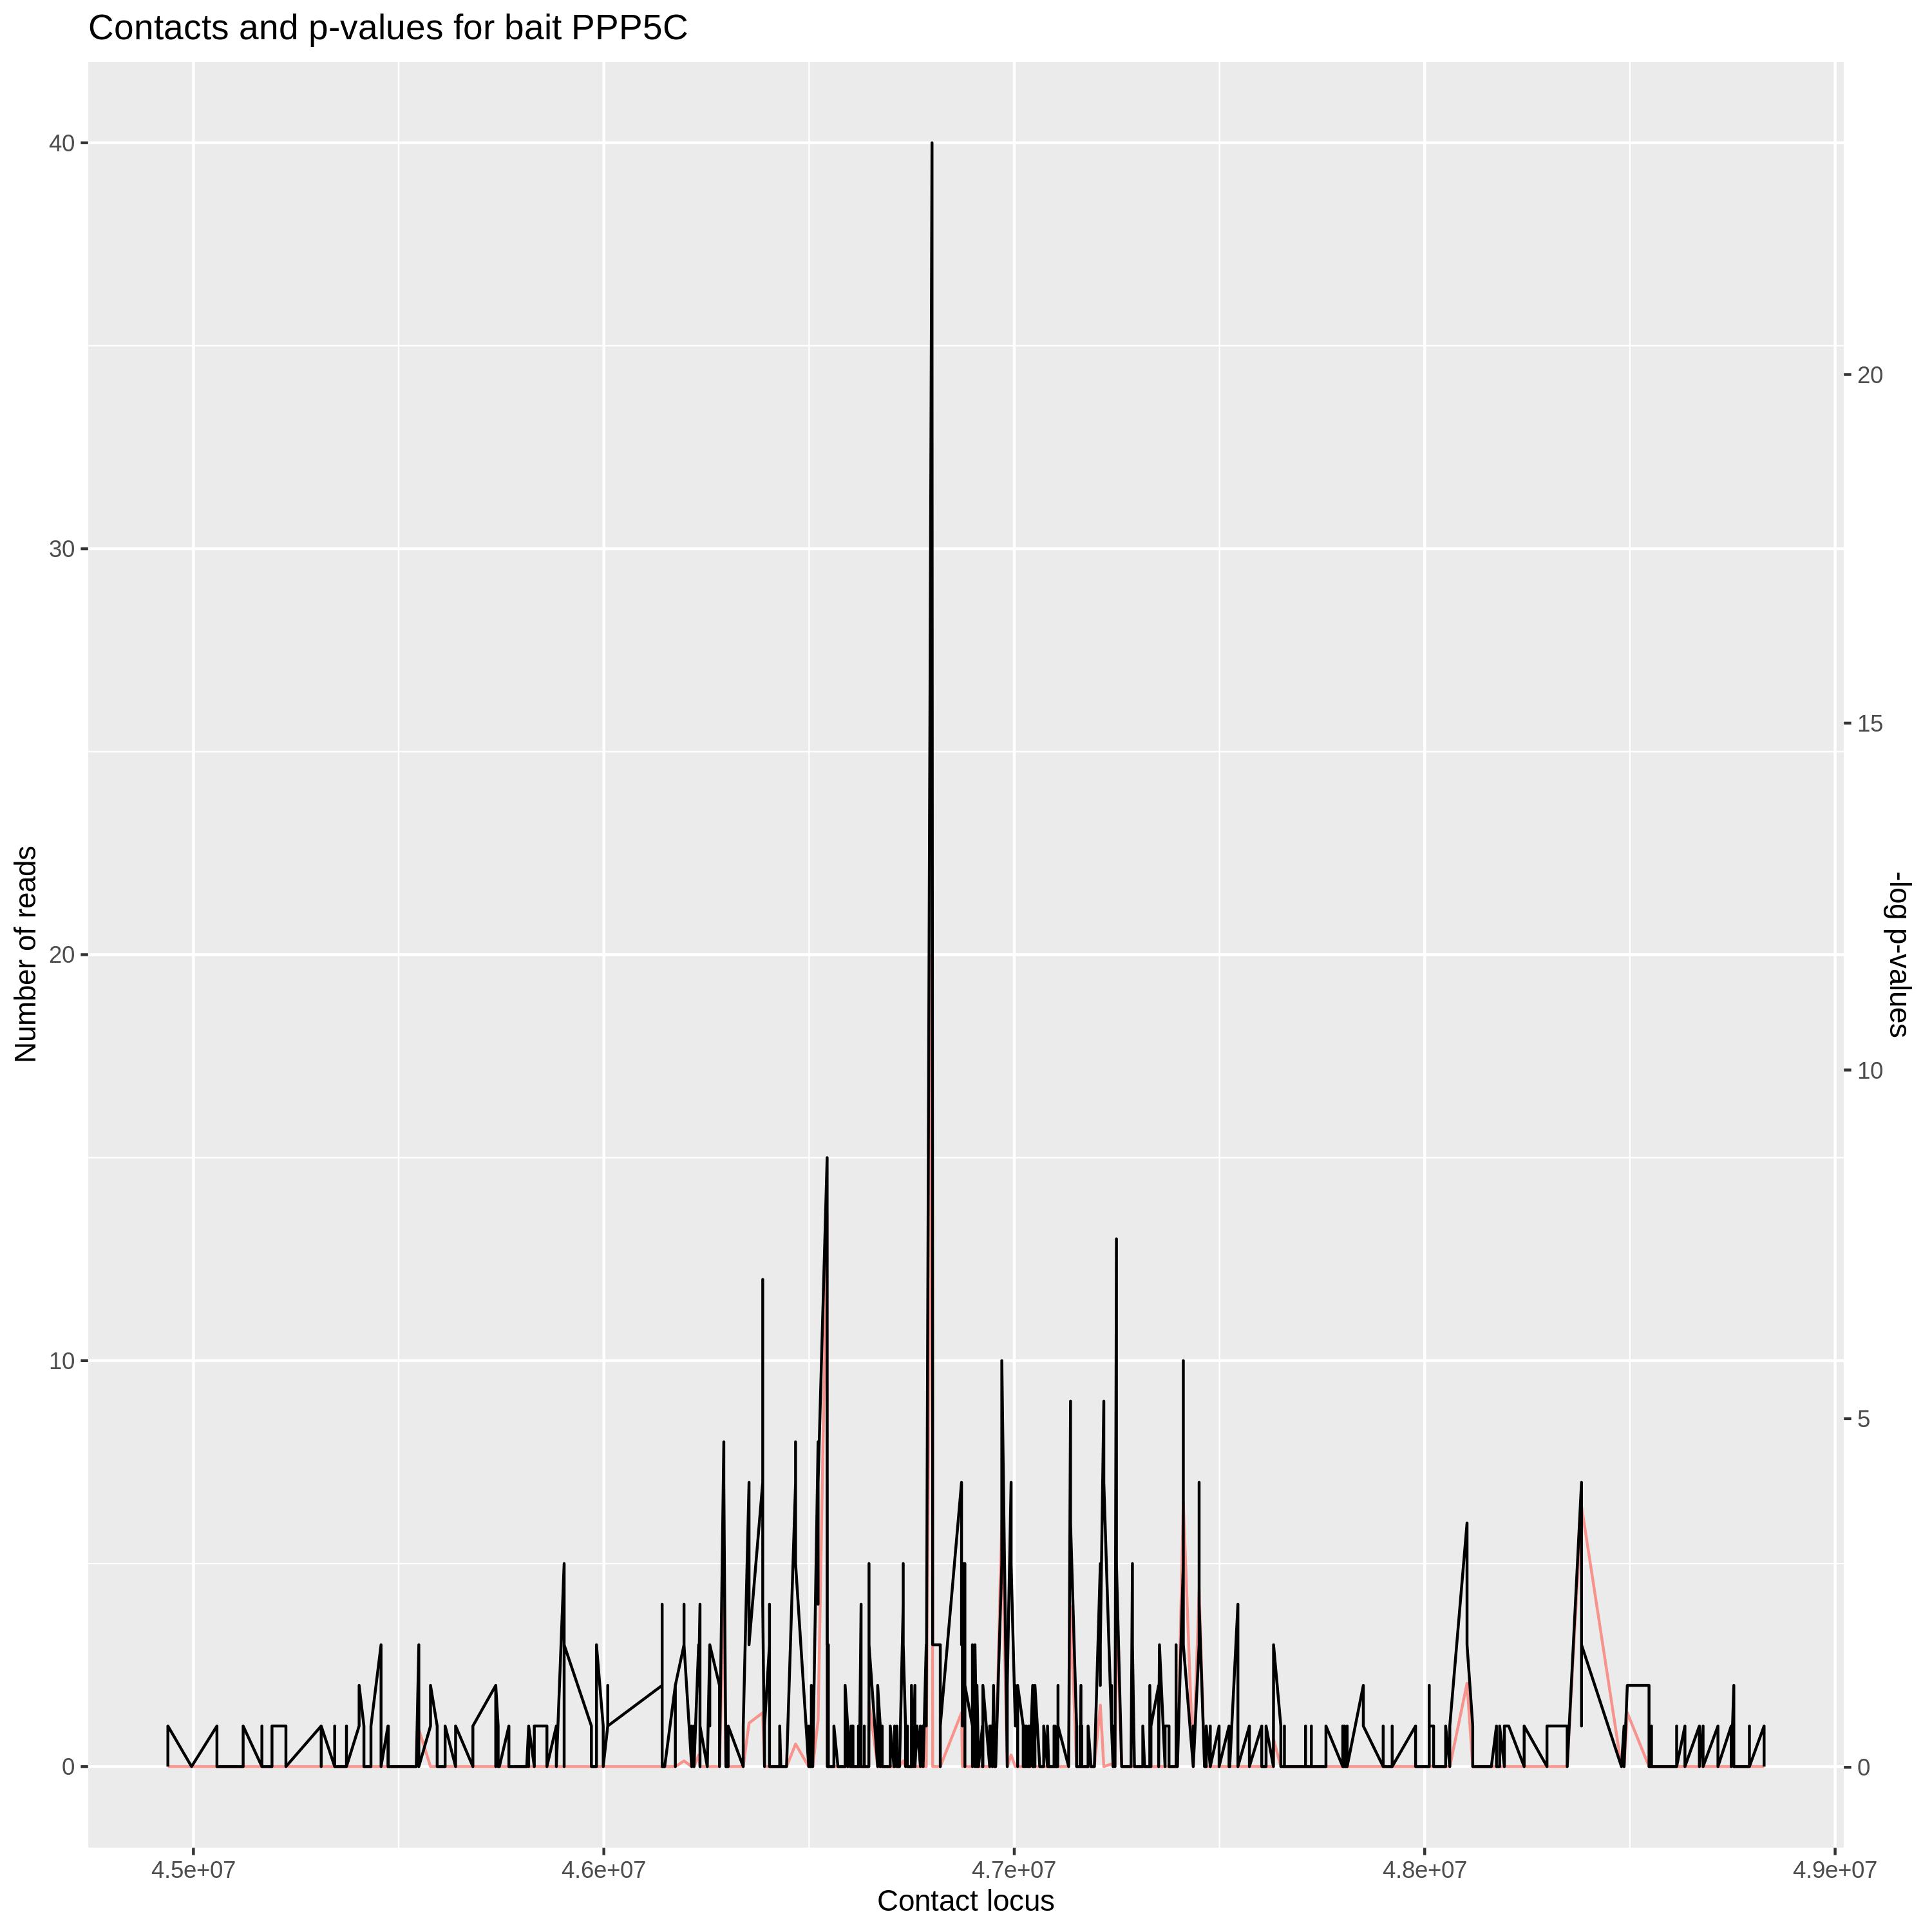 Contacts and p-values for bait PPP5C
40
30
20
10
0
Number of reads
20
15
10
5
0
-log p-values
4.5e+07
4.6e+07
4.7e+07
4.8e+07
4.9e+07
Contact locus